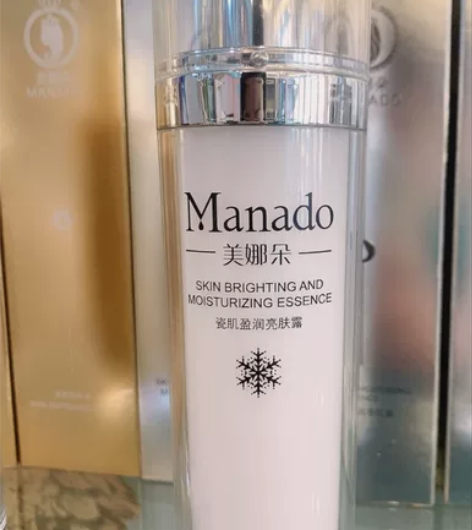 Manado
美娜朵
SKIN BRIGHTING AND
MOISTURIZING ESSENCE
瓷肌盈润亮肤露